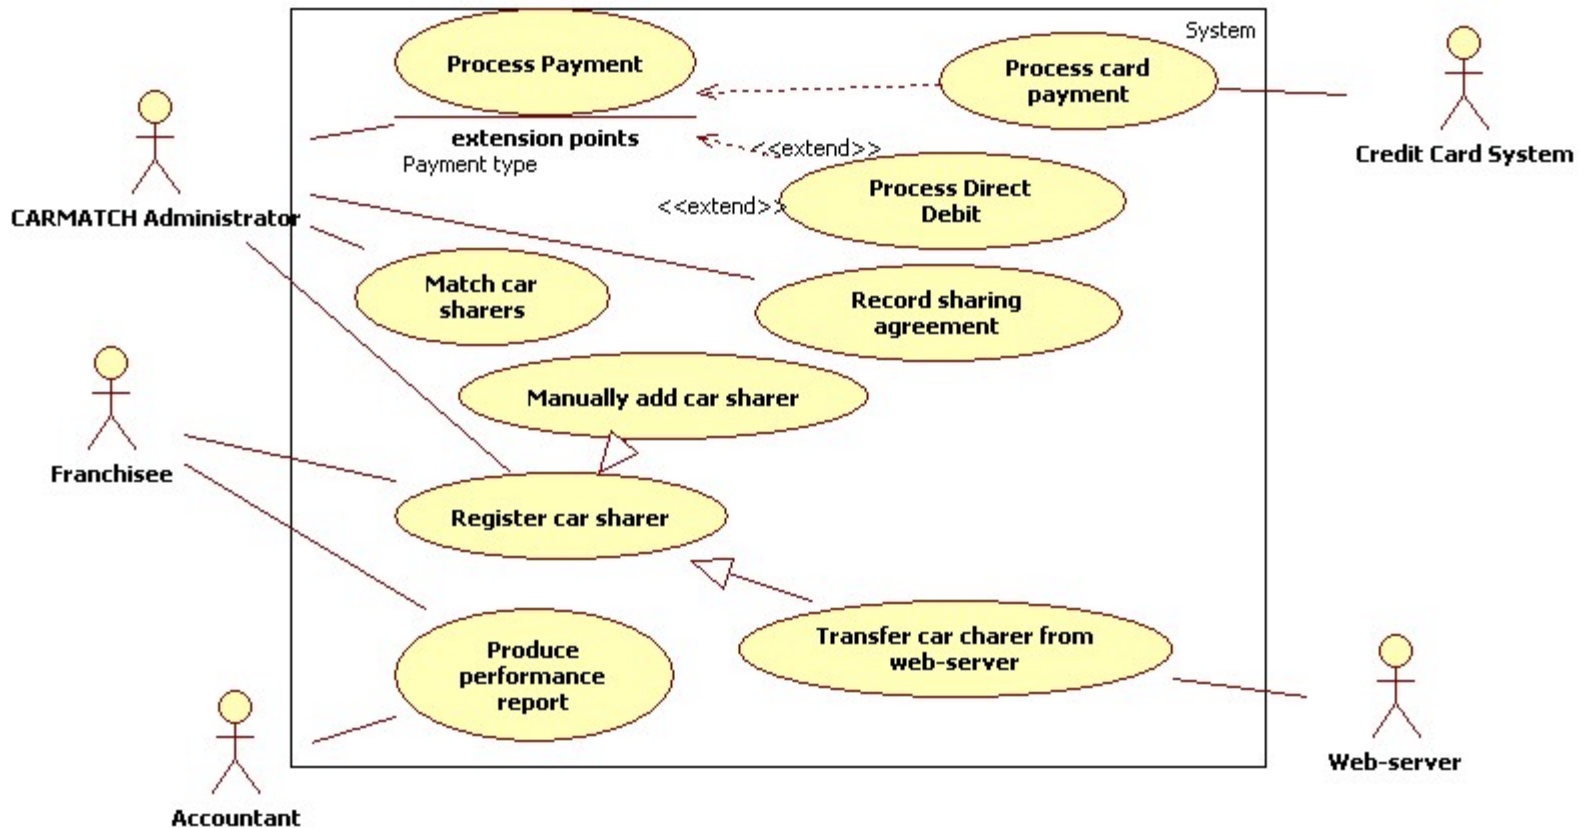 System
Process Payment
Process card
payment
extension points
Payment type
<<extend>>
Credit Card System
Process Direct
Debit
<<extend>>
CARMATCH Administrator
Match car
sharers
Record sharing
agreement
Manually add car sharer
Franchisee
Register car sharer
Transfer car charer from
web-server
Produce
performance
report
Web-server
Accountant